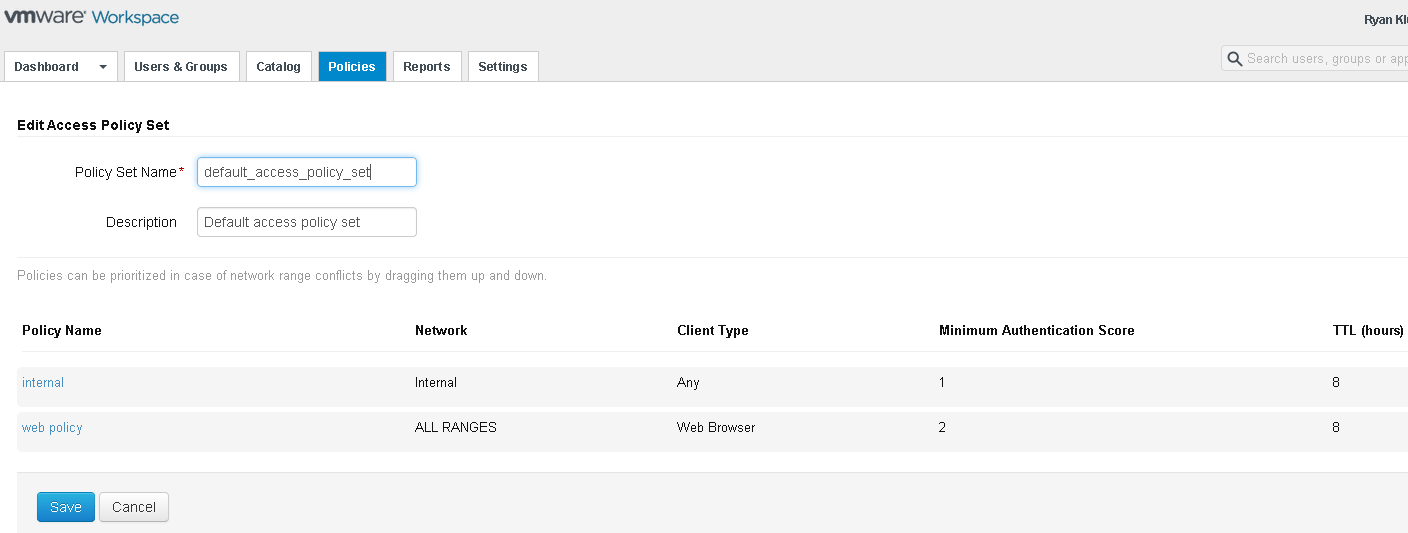 vmware Workspace
Ryan
Dashboard Users & Groups Catalog Policies Reports Settings Search users, groups or app
Edit Access Policy Set
Policy Set Name* default_access_policy_set
Description Default access policy set
Policies can be prioritized in case of network range conflicts by dragging them up and down.
Policy Name Network Client Type Minimum Authentication Score TTL (hours)
internal Internal Any 1 8
web policy ALL RANGES Web Browser 2 8
Save Cancel